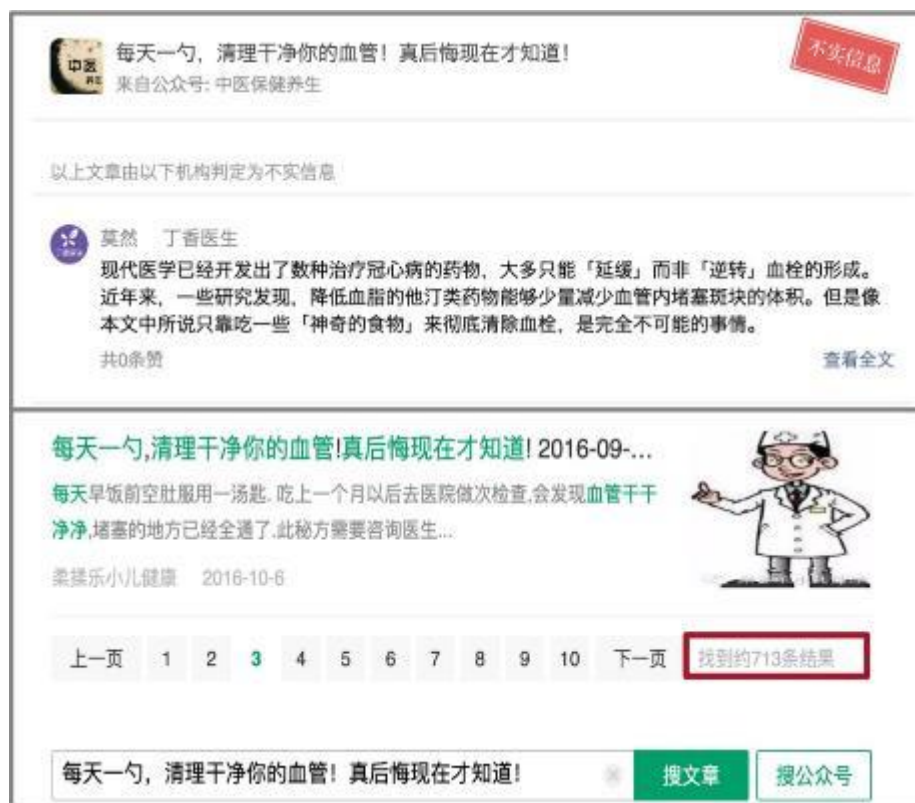 中医
养生
每天一勺，清理干净你的血管！真后悔现在才知道！
来自公众号：中医保健养生
不实信息
以上文章由以下机构判定为不实信息
莫然 丁香医生
现代医学已经开发出了数种治疗冠心病的药物，大多只能「延缓」而非「逆转」血栓的形成。
近年来，一些研究发现，降低血脂的他汀类药物能够少量减少血管内堵塞斑块的体积。但是像
本文中所说只靠吃一些「神奇的食物」来彻底清除血栓，是完全不可能的事情。
共0条赞 查看全文
每天一勺,清理干净你的血管!真后悔现在才知道! 2016-09-...
每天早饭前空肚服用一汤匙. 吃上一个月以后去医院做次检查,会发现血管干干
净净,堵塞的地方已经全通了.此秘方需要咨询医生...
柔揉乐小儿健康 2016-10-6
上一页 1 2 3 4 5 6 7 8 9 10 下一页 找到约713条结果
每天一勺，清理干净你的血管！真后悔现在才知道！ 搜文章 搜公众号